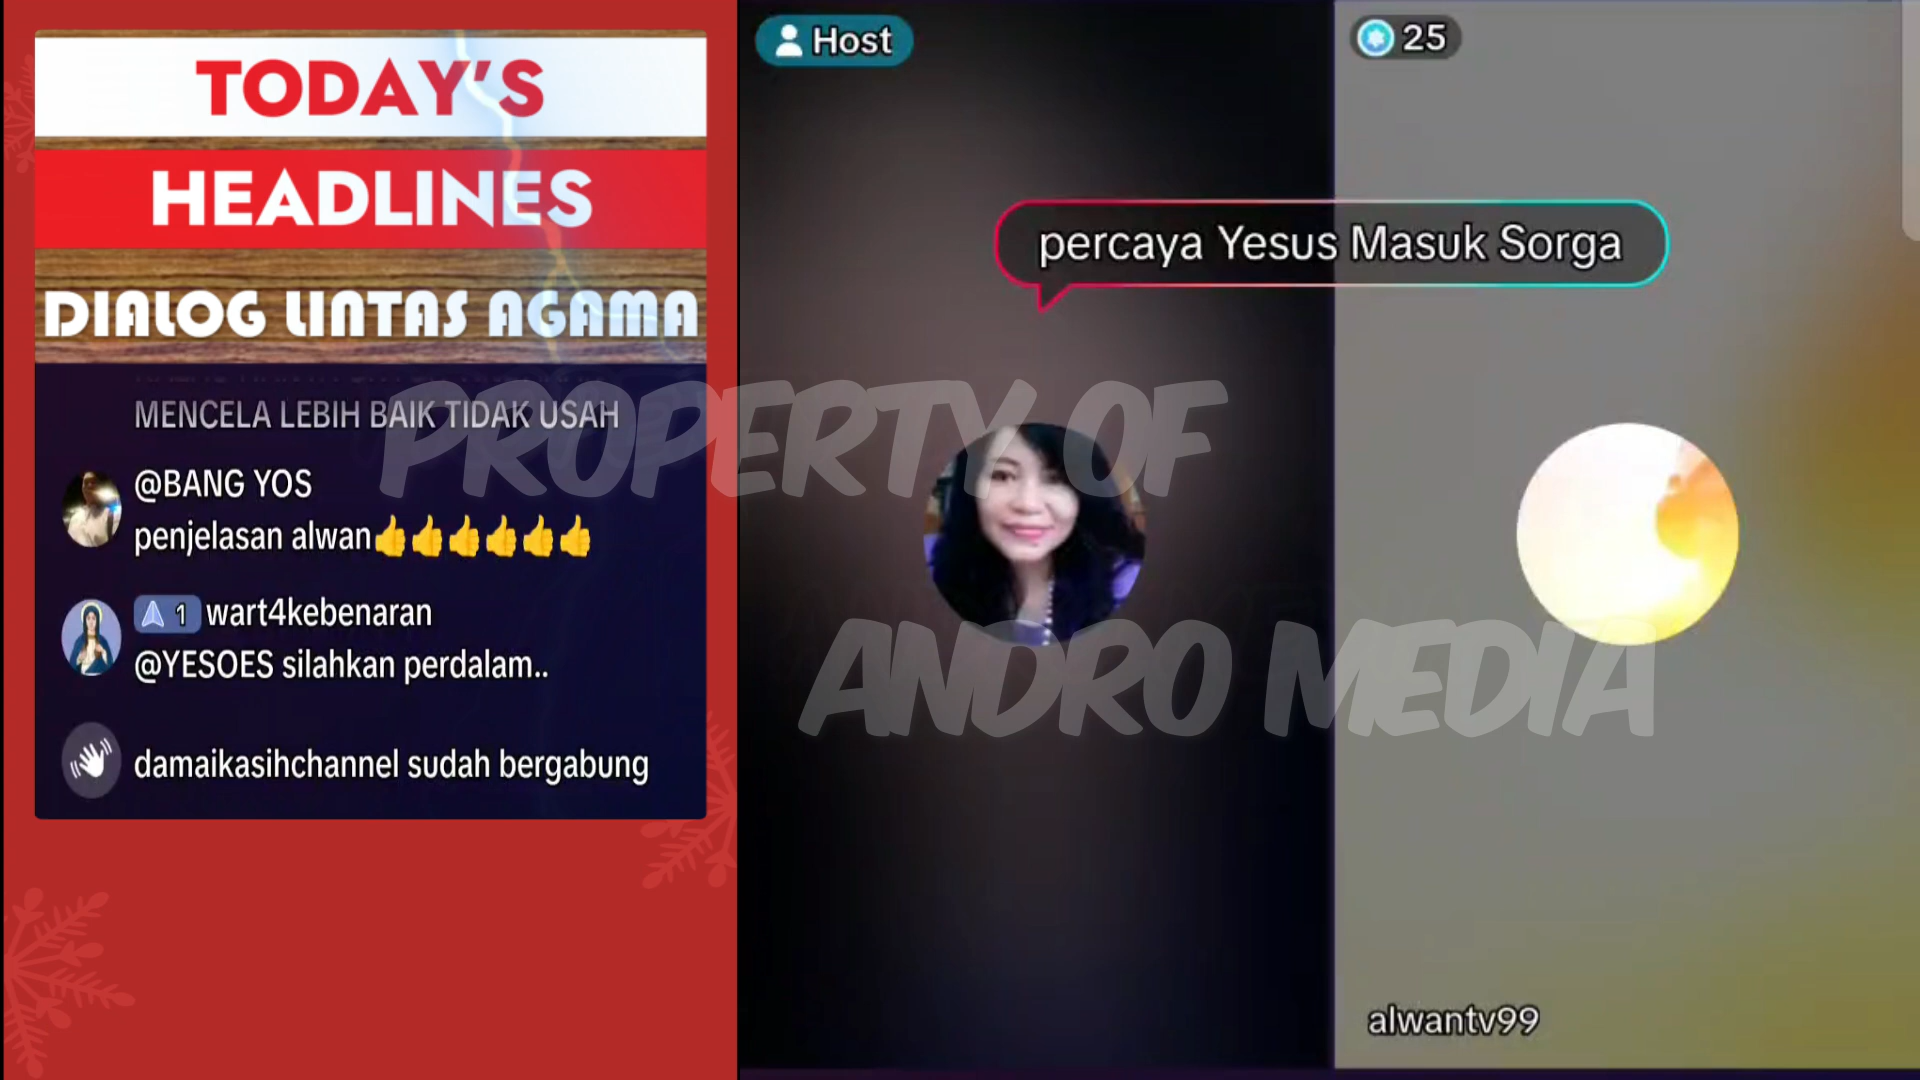 TODAY'S
HEADLINES
DIALOG LINTAS AGAMA
MENCELA LEBIH BAIK TIDAK USAH
@BANG YOS
penjelasan alwan👍👍👍👍👍👍
1 wart4kebenaran
@YESOES silahkan perdalam..
damaikasihchannel sudah bergabung
Host
25
percaya Yesus Masuk Sorga
PROPERTY OF
ANDRO MEDIA
alwantv99